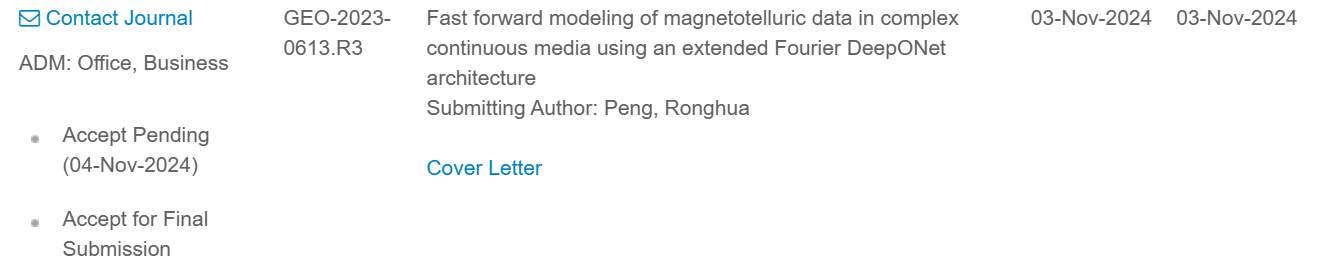 Contact Journal
ADM: Office, Business
Accept Pending
(04-Nov-2024)
Accept for Final
Submission
GEO-2023-
0613.R3
Fast forward modeling of magnetotelluric data in complex
continuous media using an extended Fourier DeepONet
architecture
Submitting Author: Peng, Ronghua
Cover Letter
03-Nov-2024
03-Nov-2024